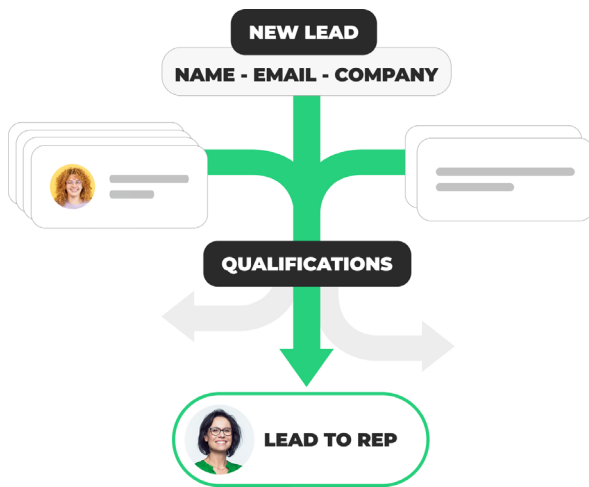 NEW LEAD
NAME - EMAIL - COMPANY
QUALIFICATIONS
LEAD TO REP